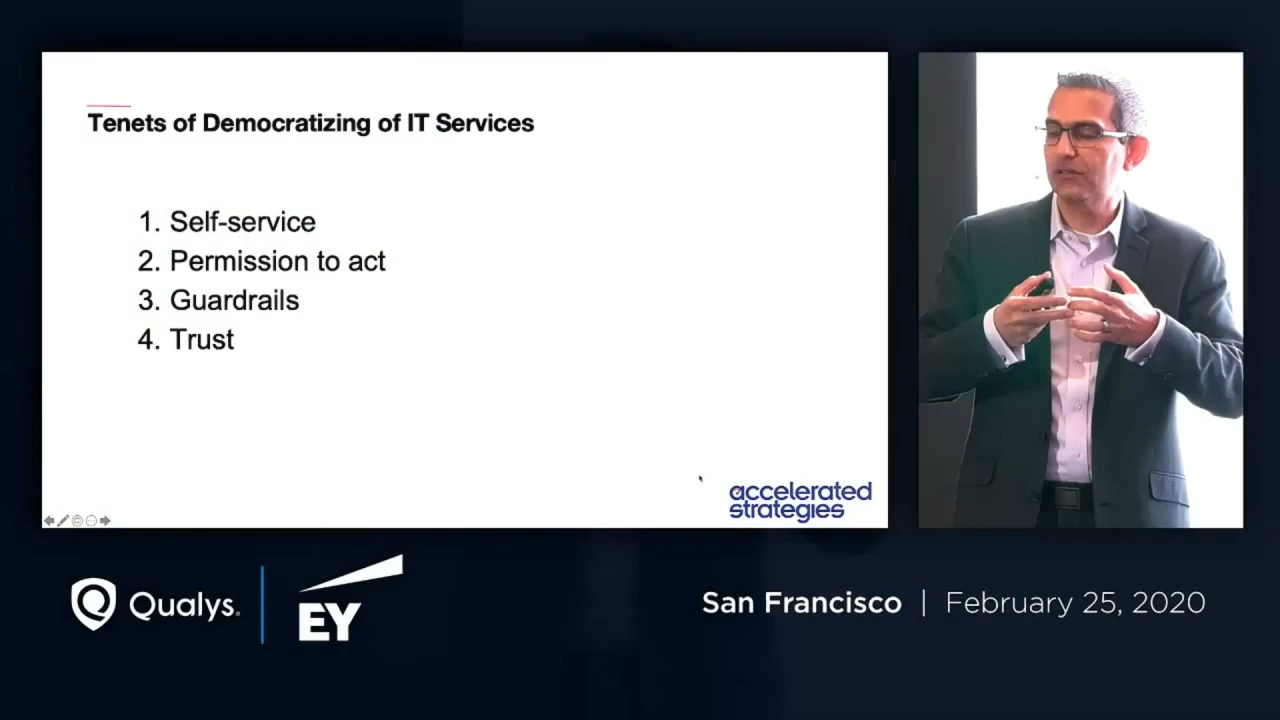 Tenets of Democratizing of IT Services
1. Self-service
2. Permission to act
3. Guardrails
4. Trust
accelerated
strategies
Qualys.
EY
San Francisco | February 25, 2020